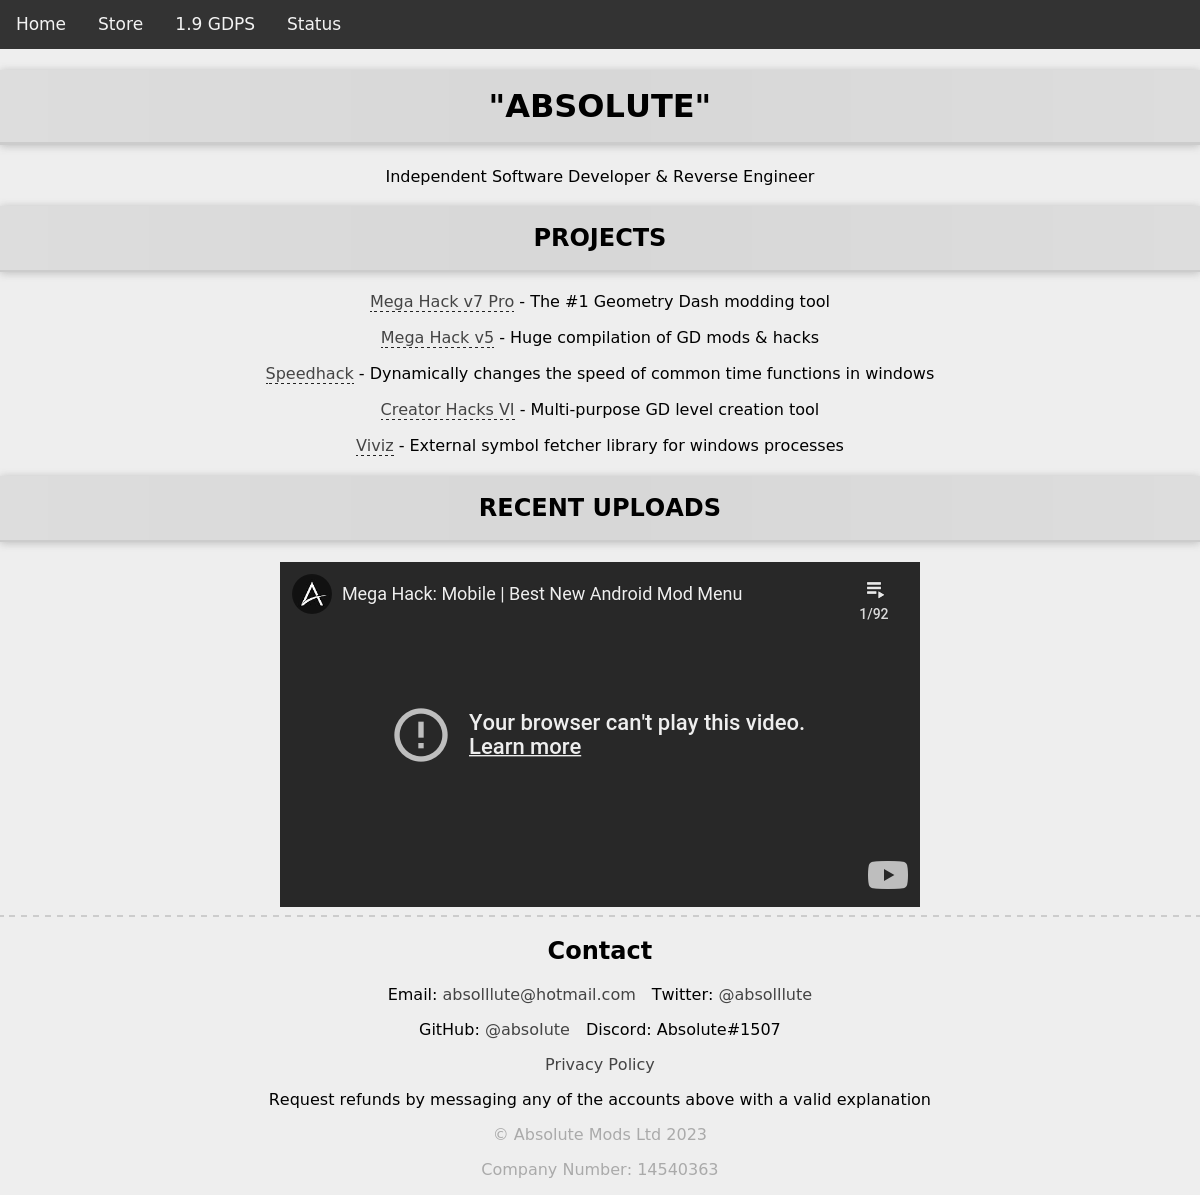 Home Store 1.9 GDPS Status
"ABSOLUTE"
Independent Software Developer & Reverse Engineer
PROJECTS
Mega Hack v7 Pro - The #1 Geometry Dash modding tool
Mega Hack v5 - Huge compilation of GD mods & hacks
Speedhack - Dynamically changes the speed of common time functions in windows
Creator Hacks VI - Multi-purpose GD level creation tool
Viviz - External symbol fetcher library for windows processes
RECENT UPLOADS
Mega Hack: Mobile | Best New Android Mod Menu
1/92
Your browser can't play this video.
Learn more
Contact
Email: absolllute@hotmail.com Twitter: @absolllute
GitHub: @absolute Discord: Absolute#1507
Privacy Policy
Request refunds by messaging any of the accounts above with a valid explanation
© Absolute Mods Ltd 2023
Company Number: 14540363